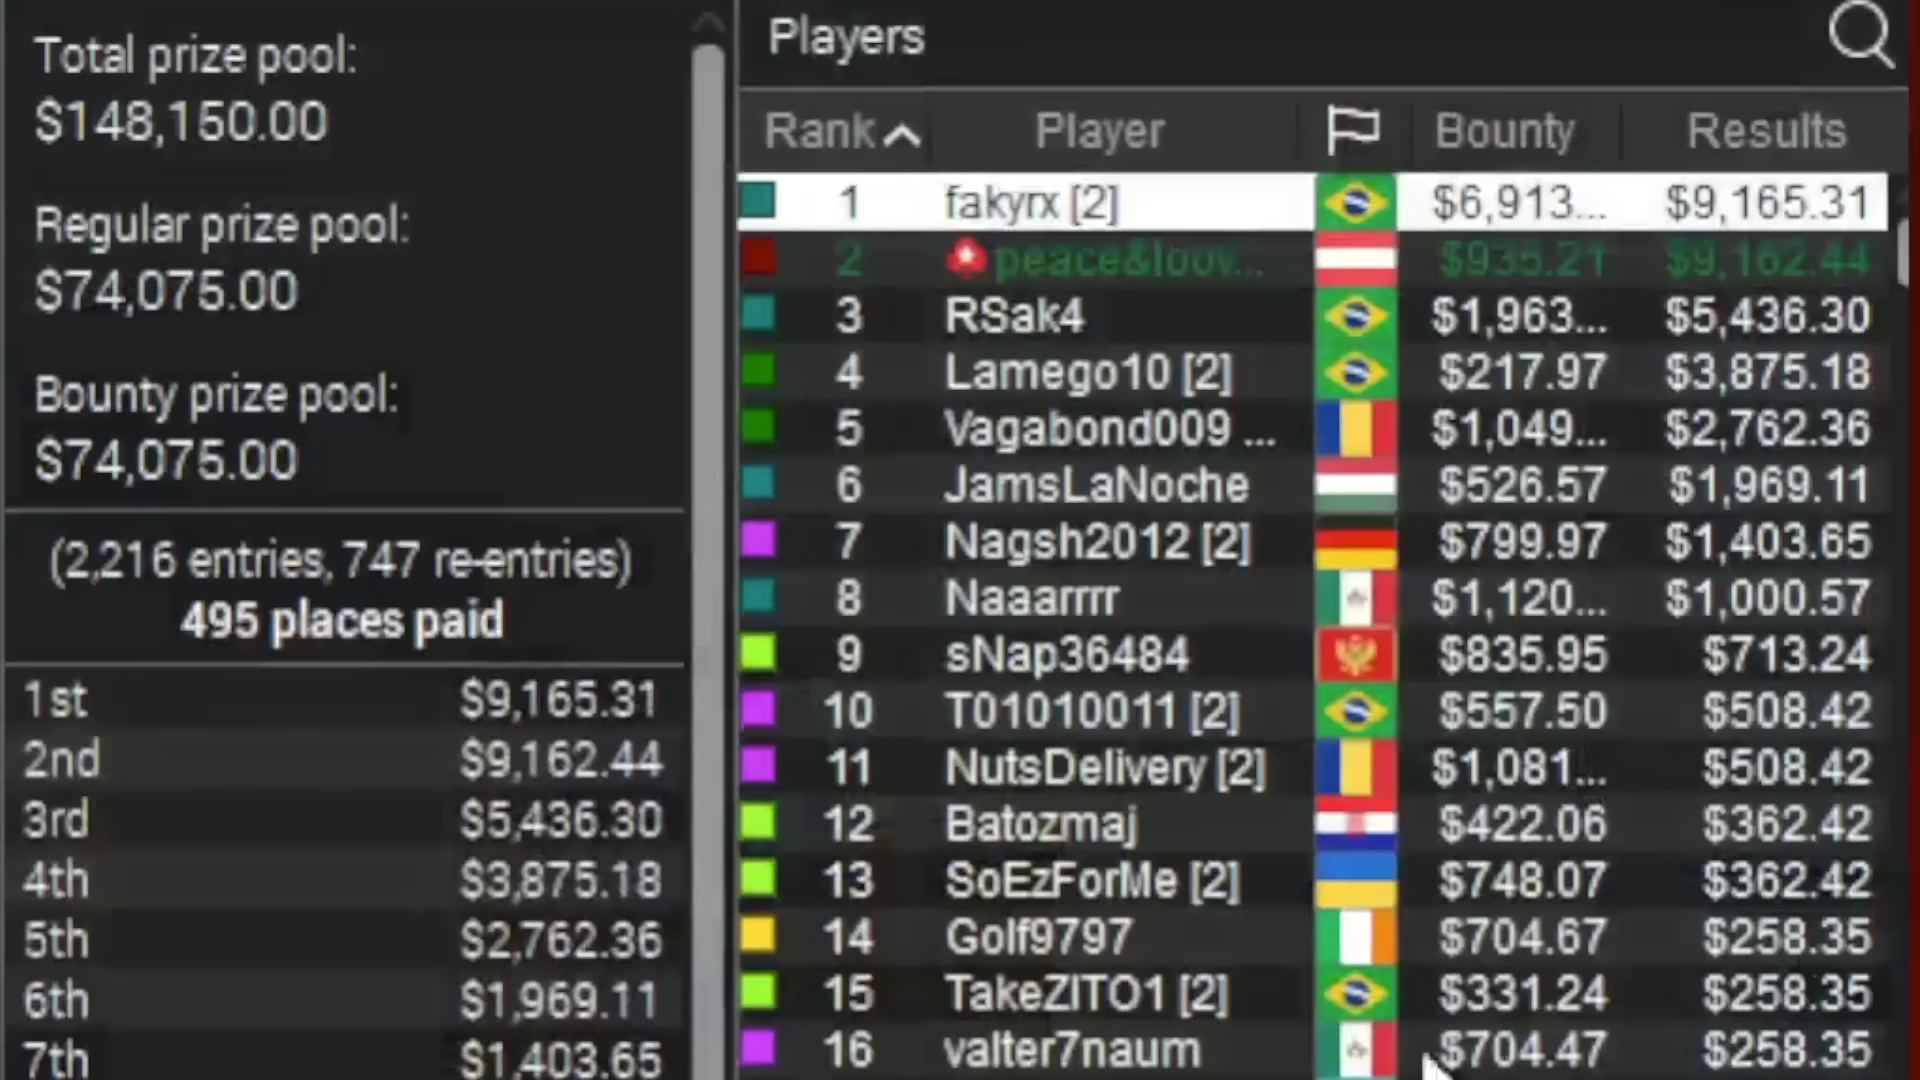 Total prize pool:
$148,150.00
Regular prize pool:
$74,075.00
Bounty prize pool:
$74,075.00
(2,216 entries, 747 re-entries)
495 places paid
1st $9,165.31
2nd $9,162.44
3rd $5,436.30
4th $3,875.18
5th $2,762.36
6th $1,969.11
7th $1,403.65
Players
Rank Player Bounty Results
1 fakyrx [2] $6,913... $9,165.31
2 peace&loov... $935.21 $9,162.44
3 RSak4 $1,963... $5,436.30
4 Lamego10 [2] $217.97 $3,875.18
5 Vagabond009 ... $1,049... $2,762.36
6 JamsLaNoche $526.57 $1,969.11
7 Nagsh2012 [2] $799.97 $1,403.65
8 Naaarrrr $1,120... $1,000.57
9 sNap36484 $835.95 $713.24
10 T01010011 [2] $557.50 $508.42
11 NutsDelivery [2] $1,081... $508.42
12 Batozmaj $422.06 $362.42
13 SoEzForMe [2] $748.07 $362.42
14 Golf9797 $704.67 $258.35
15 TakeZITO1 [2] $331.24 $258.35
16 valter7naum $704.47 $258.35